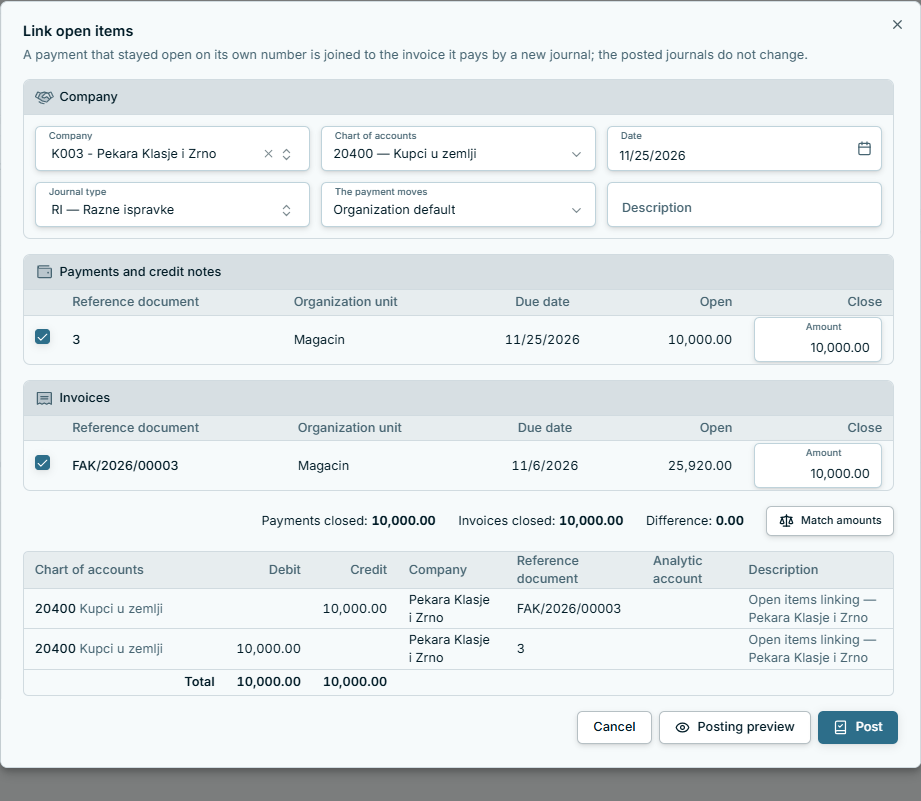 Link open items
A payment that stayed open on its own number is joined to the invoice it pays by a new journal; the posted journals do not change.
Company
Company
K003 - Pekara Klasje i Zrno
Chart of accounts
20400 — Kupci u zemlji
Date
11/25/2026
Journal type
RI — Razne ispravke
The payment moves
Organization default
Description
Payments and credit notes
Reference document Organization unit Due date Open Close
3 Magacin 11/25/2026 10,000.00 Amount 10,000.00
Invoices
Reference document Organization unit Due date Open Close
FAK/2026/00003 Magacin 11/6/2026 25,920.00 Amount 10,000.00
Payments closed: 10,000.00 Invoices closed: 10,000.00 Difference: 0.00 Match amounts
Chart of accounts Debit Credit Company Reference document Analytic account Description
20400 Kupci u zemlji 10,000.00 Pekara Klasje i Zrno FAK/2026/00003 Open items linking — Pekara Klasje i Zrno
20400 Kupci u zemlji 10,000.00 Pekara Klasje i Zrno 3 Open items linking — Pekara Klasje i Zrno
Total 10,000.00 10,000.00
Cancel Posting preview Post